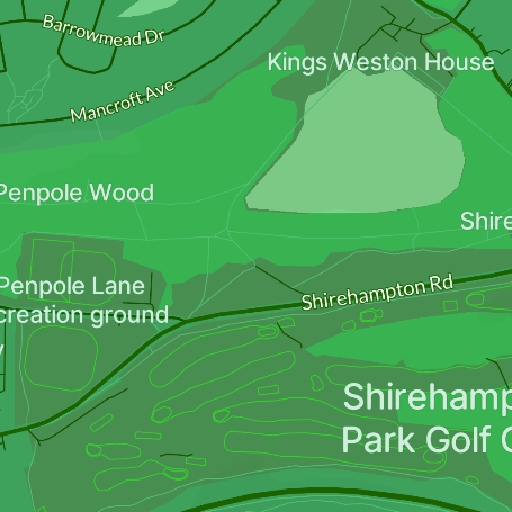 Barrowmead Dr
Kings Weston House
Mancroft Ave
Penpole Wood
Shire
Penpole Lane
creation ground
Shirehampton Rd
Shirehamp
Park Golf C